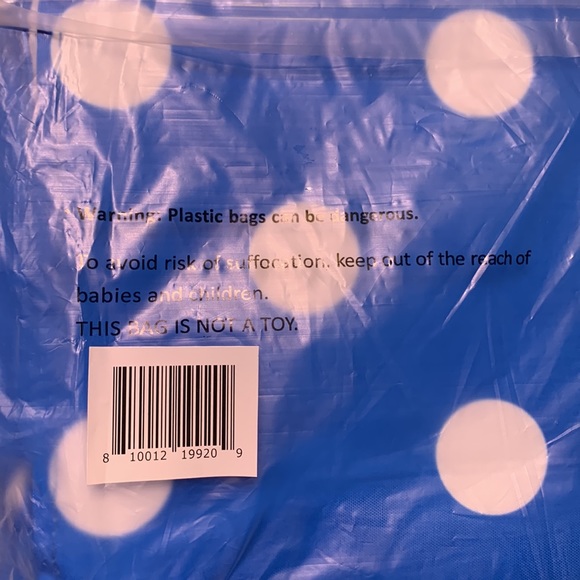 Warning: Plastic bags can be dangerous.
To avoid risk of suffocation, keep out of the reach of
babies and children.
THIS BAG IS NOT A TOY.
8 10012 19920 9